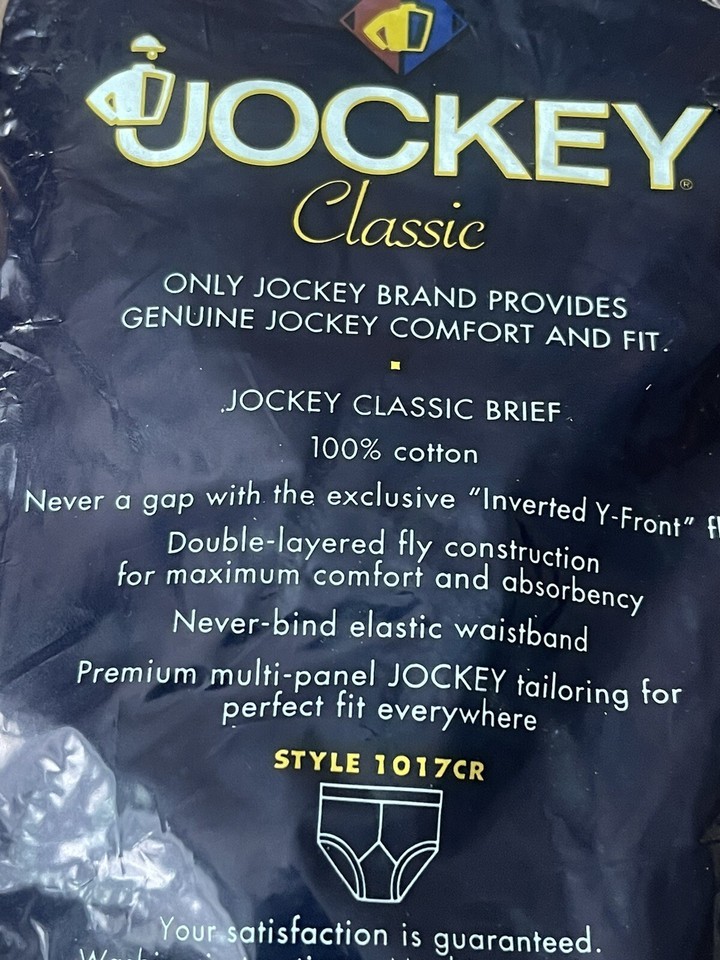 JOCKEY®
Classic
ONLY JOCKEY BRAND PROVIDES
GENUINE JOCKEY COMFORT AND FIT.
JOCKEY CLASSIC BRIEF
100% cotton
Never a gap with the exclusive "Inverted Y-Front"
Double-layered fly construction
for maximum comfort and absorbency
Never-bind elastic waistband
Premium multi-panel JOCKEY tailoring for
perfect fit everywhere
STYLE 1017CR
Your satisfaction is guaranteed.